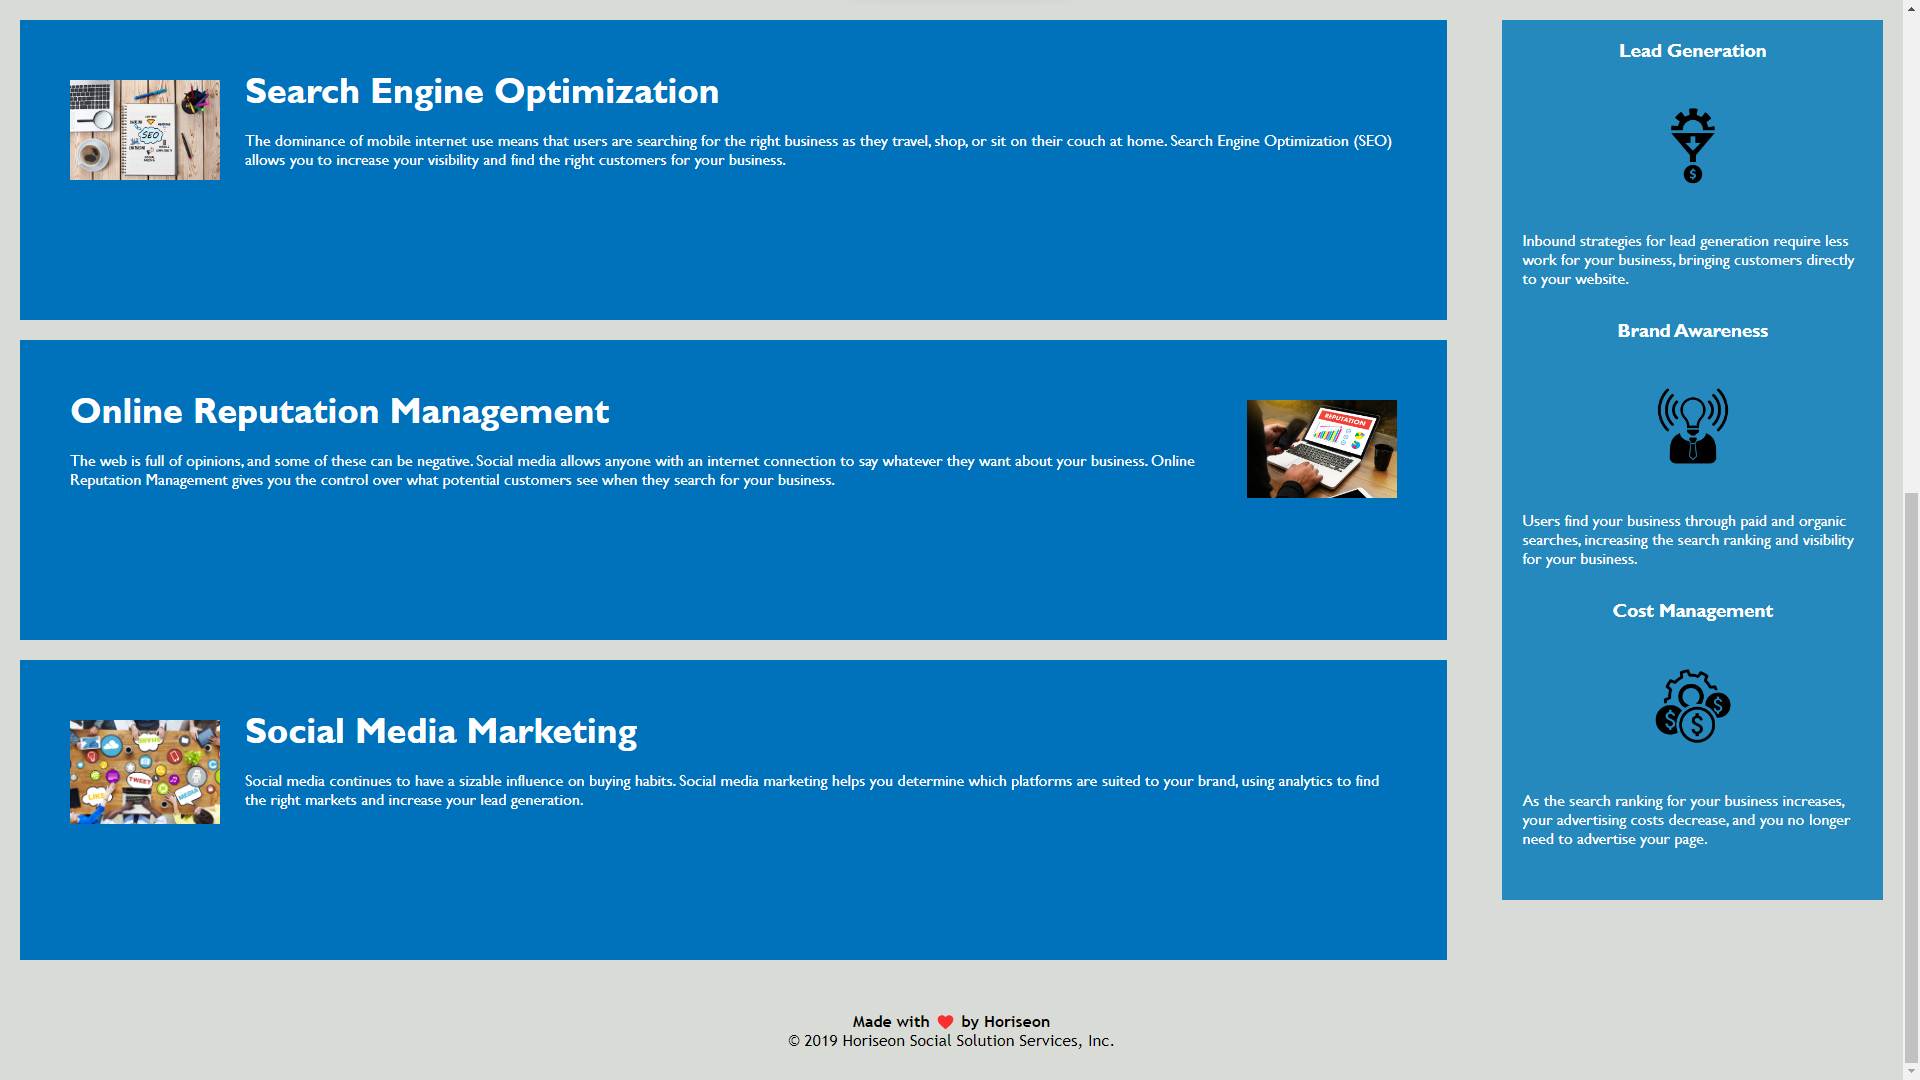 Search Engine Optimization
The dominance of mobile internet use means that users are searching for the right business as they travel, shop, or sit on their couch at home. Search Engine Optimization (SEO)
allows you to increase your visibility and find the right customers for your business.
SEO
Online Reputation Management
The web is full of opinions, and some of these can be negative. Social media allows anyone with an internet connection to say whatever they want about your business. Online
Reputation Management gives you the control over what potential customers see when they search for your business.
REPUTATION
Social Media Marketing
Social media continues to have a sizable influence on buying habits. Social media marketing helps you determine which platforms are suited to your brand, using analytics to find
the right markets and increase your lead generation.
TWEET
LIKE
MEDIA
Lead Generation
$
Inbound strategies for lead generation require less
work for your business, bringing customers directly
to your website.
Brand Awareness
Users find your business through paid and organic
searches, increasing the search ranking and visibility
for your business.
Cost Management
$ $ $
As the search ranking for your business increases,
your advertising costs decrease, and you no longer
need to advertise your page.
Made with ❤️ by Horiseon
© 2019 Horiseon Social Solution Services, Inc.